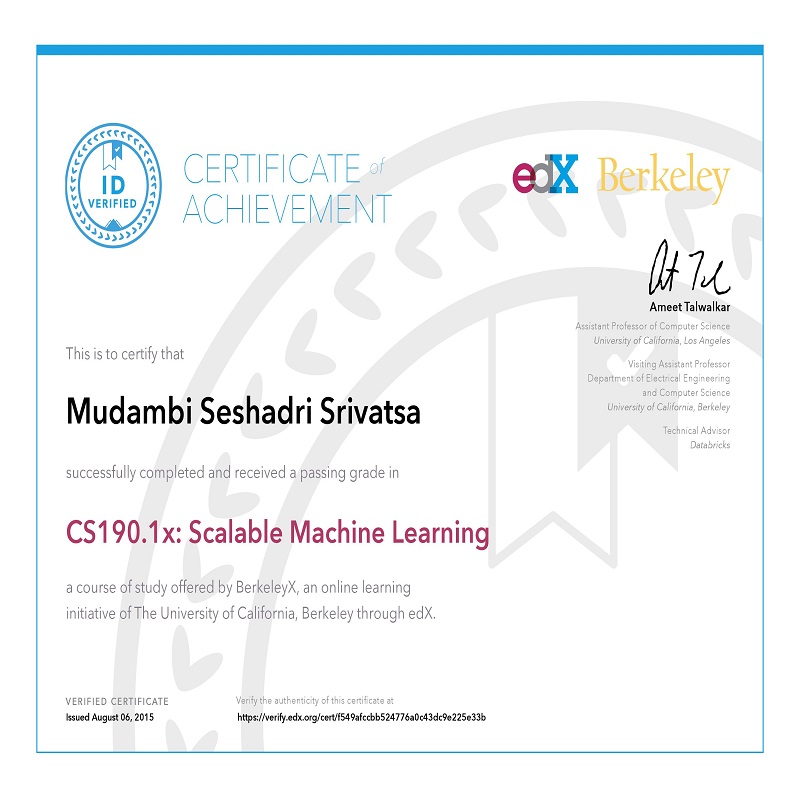 ID
VERIFIED
CERTIFICATE of
ACHIEVEMENT
edX Berkeley
Ameet Talwalkar
Assistant Professor of Computer Science
University of California, Los Angeles
Visiting Assistant Professor
Department of Electrical Engineering
and Computer Science
University of California, Berkeley
Technical Advisor
Databricks
This is to certify that
Mudambi Seshadri Srivatsa
successfully completed and received a passing grade in
CS190.1x: Scalable Machine Learning
a course of study offered by BerkeleyX, an online learning
initiative of The University of California, Berkeley through edX.
VERIFIED CERTIFICATE
Issued August 06, 2015
Verify the authenticity of this certificate at
https://verify.edx.org/cert/f549afccbb524776a0c43dc9e225e33b